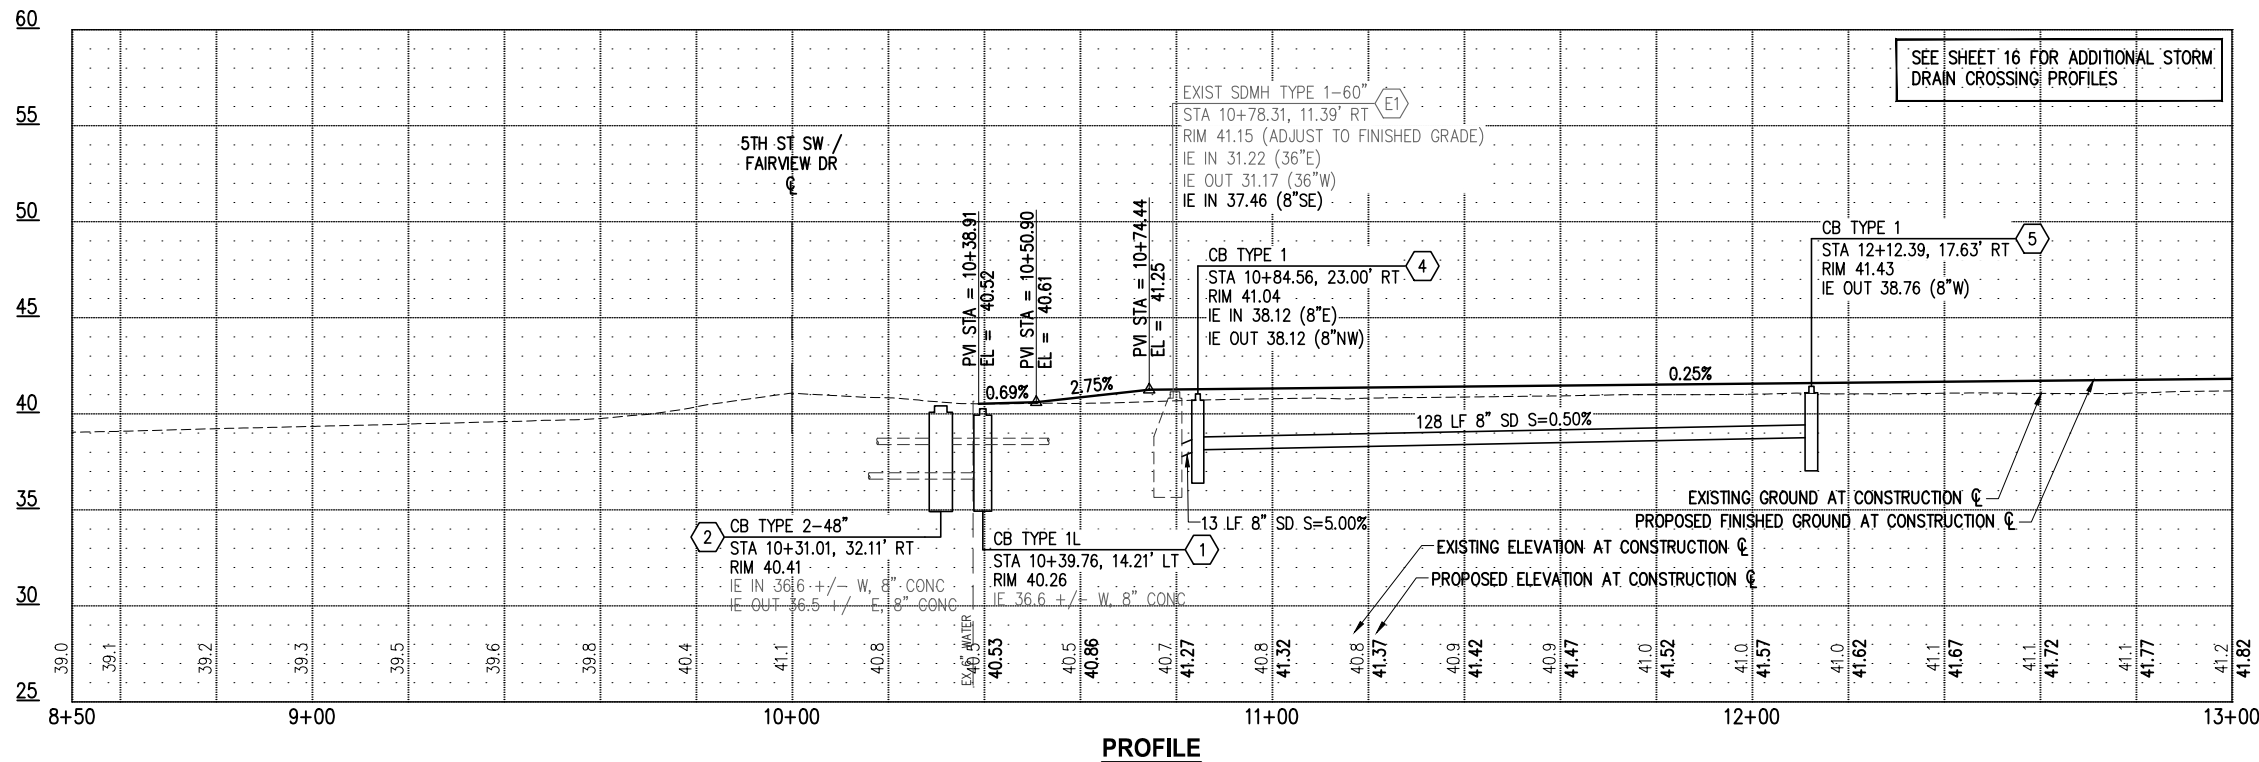 60
55
50
45
40
35
30
25
SEE SHEET 16 FOR ADDITIONAL STORM
DRAIN CROSSING PROFILES
5TH ST SW /
FAIRVIEW DR
℄
EXIST SDMH TYPE 1-60"
E1
STA 10+78.31, 11.39' RT
RIM 41.15 (ADJUST TO FINISHED GRADE)
IE IN 31.22 (36"E)
IE OUT 31.17 (36"W)
IE IN 37.46 (8"SE)
PVI STA = 10+38.91
EL = 40.52
PVI STA = 10+50.90
EL = 40.61
PVI STA = 10+74.44
EL = 41.25
CB TYPE 1
4
STA 10+84.56, 23.00' RT
RIM 41.04
IE IN 38.12 (8"E)
IE OUT 38.12 (8"NW)
CB TYPE 1
5
STA 12+12.39, 17.63' RT
RIM 41.43
IE OUT 38.76 (8"W)
0.69%
2.75%
0.25%
128 LF 8" SD S=0.50%
13 LF 8" SD S=5.00%
EXISTING GROUND AT CONSTRUCTION ℄
PROPOSED FINISHED GROUND AT CONSTRUCTION ℄
EXISTING ELEVATION AT CONSTRUCTION ℄
PROPOSED ELEVATION AT CONSTRUCTION ℄
2
CB TYPE 2-48"
STA 10+31.01, 32.11' RT
RIM 40.41
IE IN 36.6 +/- W, 8" CONC
IE OUT 36.5 +/- E, 8" CONC
CB TYPE 1L
1
STA 10+39.76, 14.21' LT
RIM 40.26
IE 36.6 +/- W, 8" CONC
EX 6" WATER
39.0
39.1
39.2
39.3
39.5
39.6
39.8
40.4
41.1
40.8
40.5
40.53
40.5
40.86
40.7
41.27
40.8
41.32
40.8
41.37
40.9
41.42
40.9
41.47
41.0
41.52
41.0
41.57
41.0
41.62
41.1
41.67
41.1
41.72
41.1
41.77
41.2
41.82
8+50
9+00
10+00
11+00
12+00
13+00
PROFILE